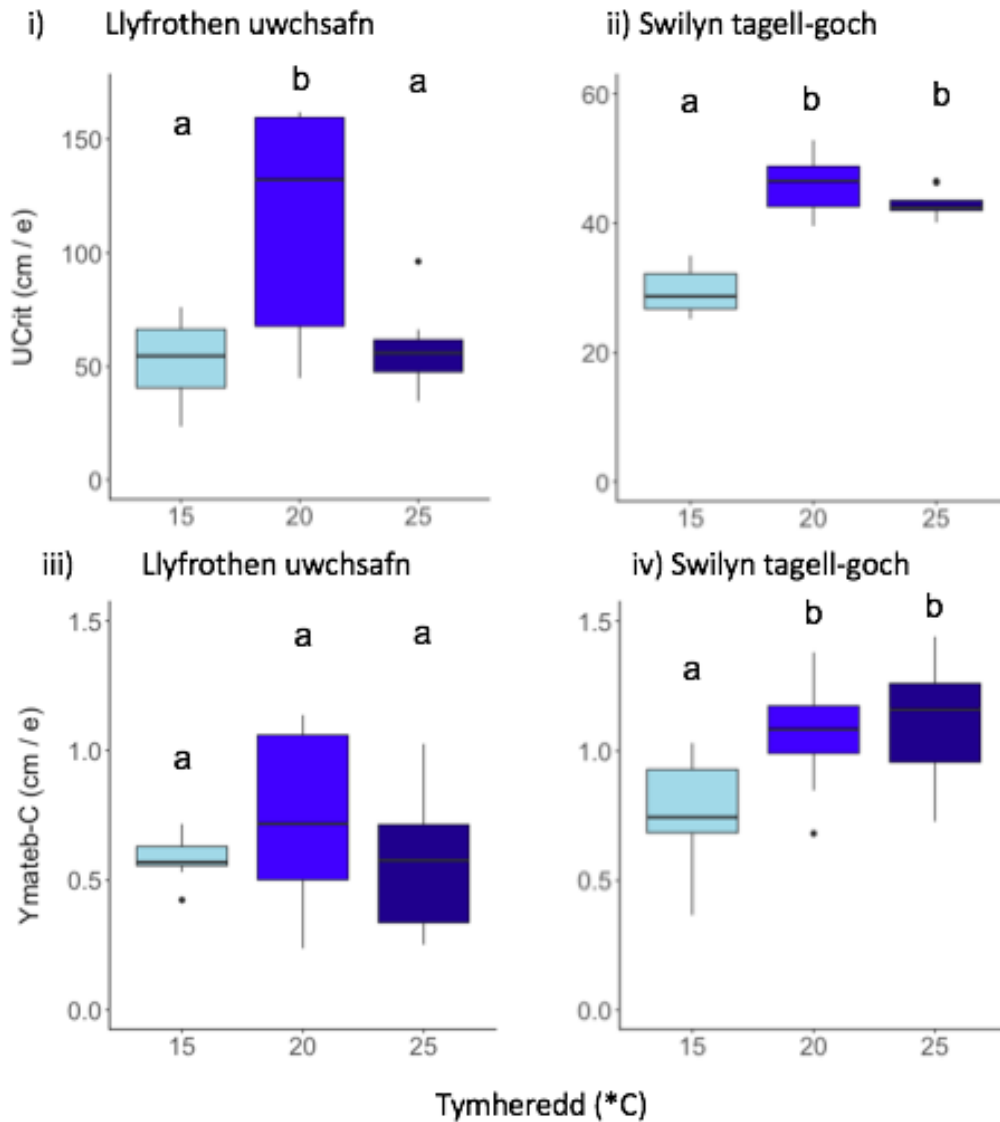 i) Llyfrothen uwchsafn
ii) Swilyn tagell-goch
a
b
a
a
b
b
UCrit (cm / e)
150
100
50
0
60
40
20
0
15
20
25
15
20
25
iii) Llyfrothen uwchsafn
iv) Swilyn tagell-goch
a
a
a
a
b
b
Ymateb-C (cm / e)
1.5
1.0
0.5
0.0
1.5
1.0
0.5
0.0
15
20
25
15
20
25
Tymheredd (*C)